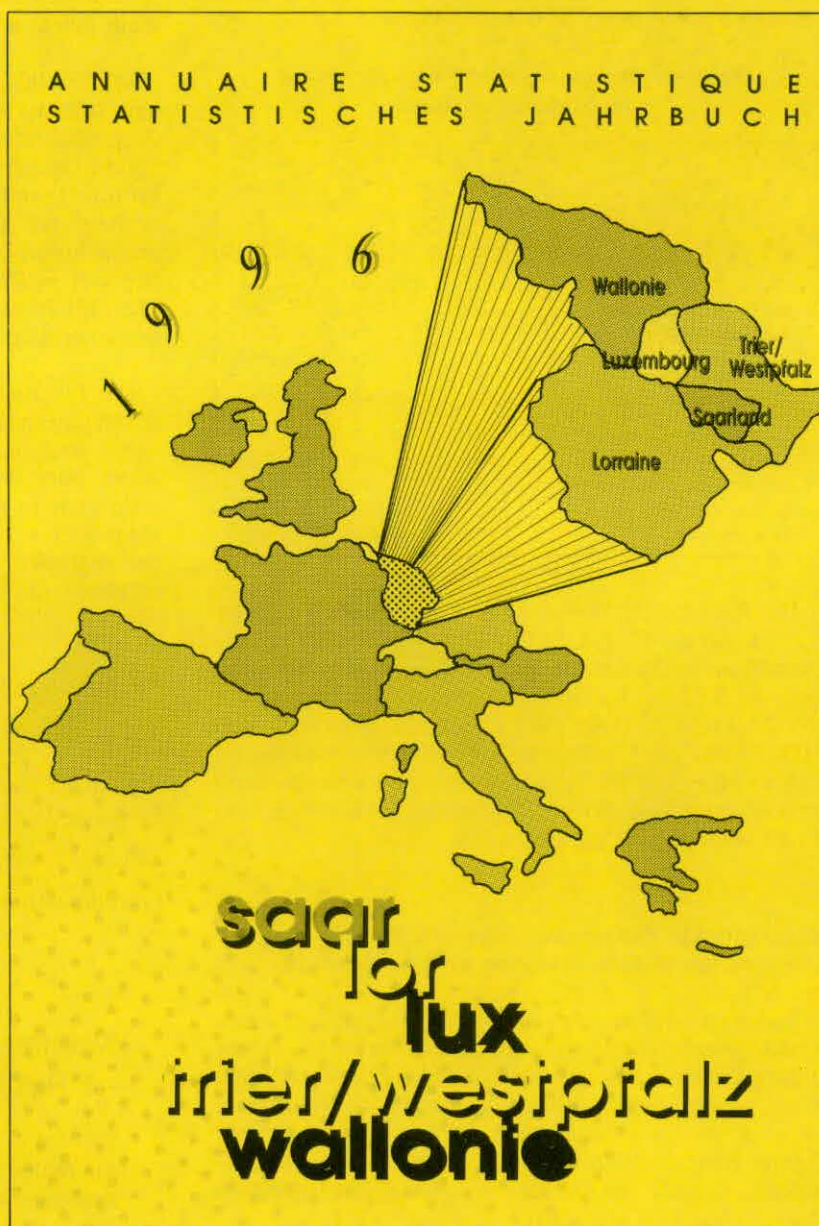 ANNUAIRE STATISTIQUE
STATISTISCHES JAHRBUCH
1996
Wallonie
Luxembourg
Trier/
Westpfalz
Saarland
Lorraine
saar
lor
lux
trier/westpfalz
wallonie